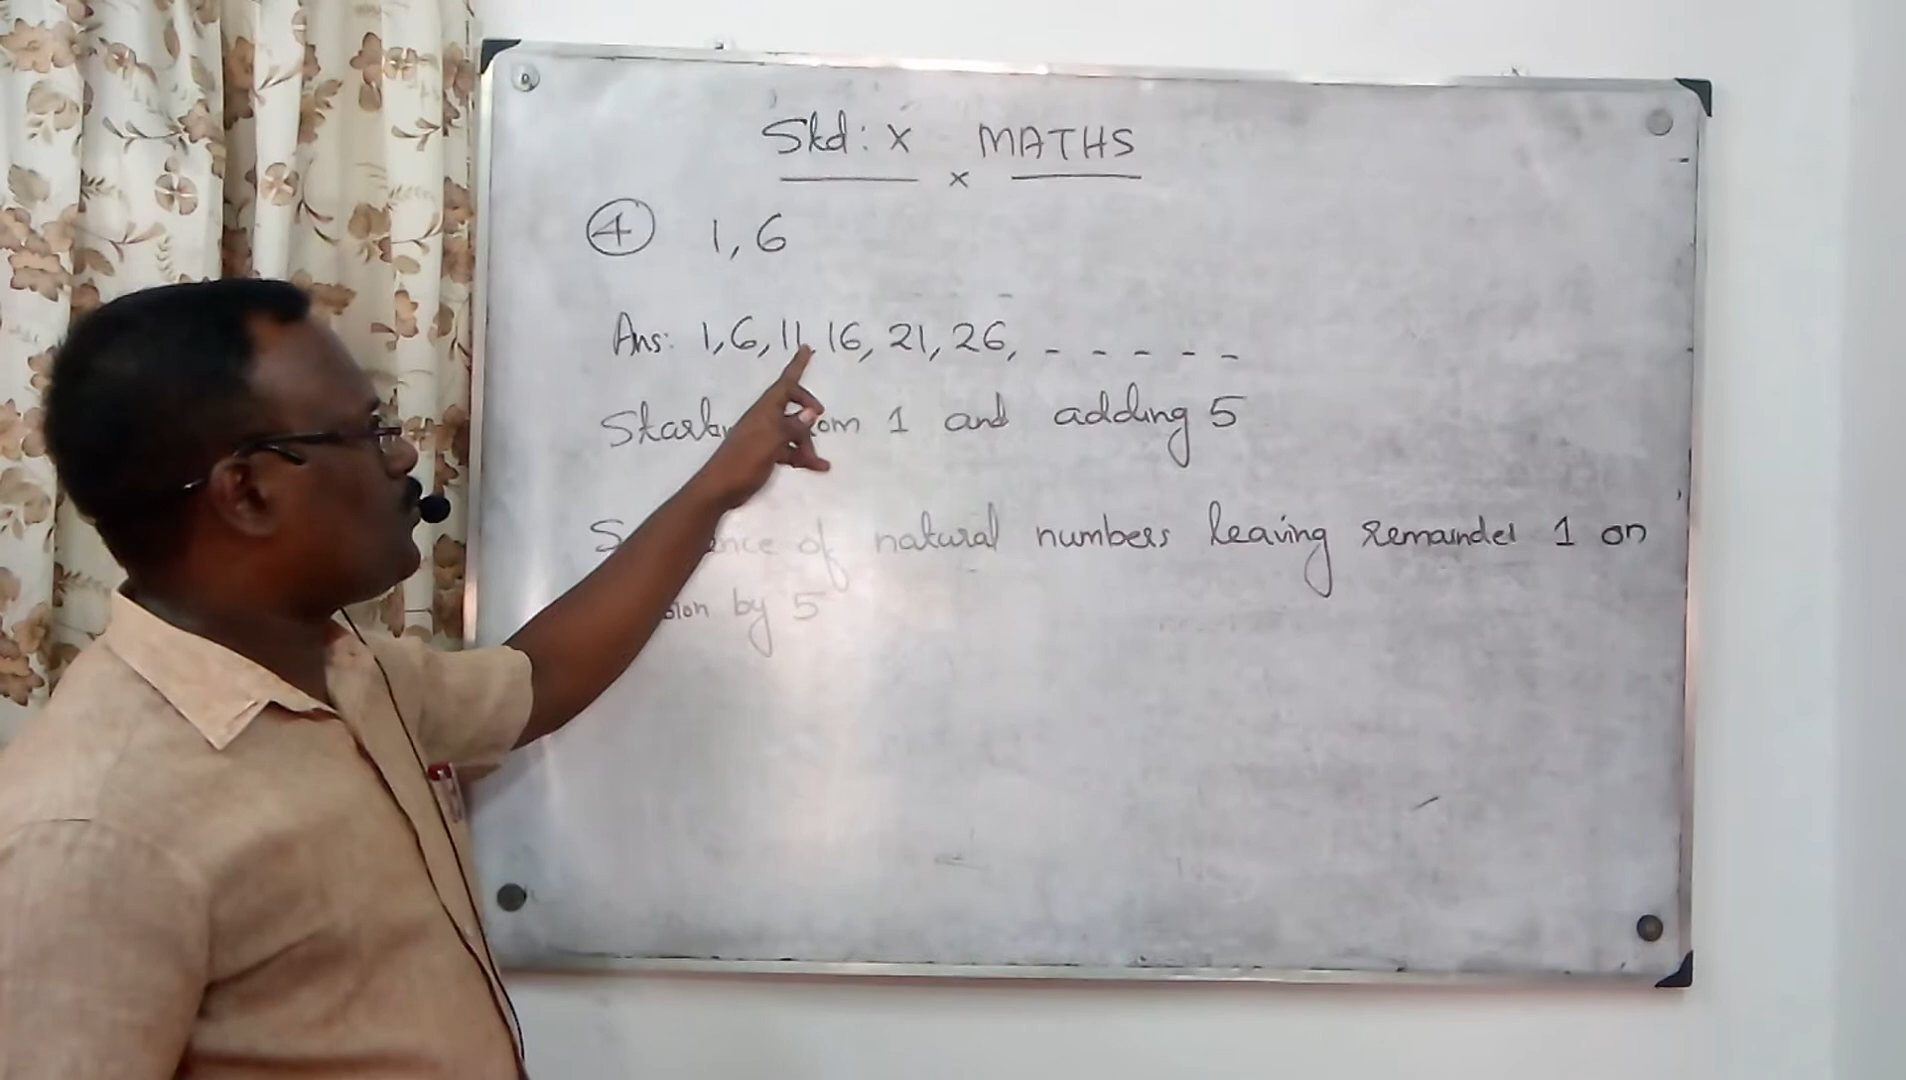 Std: X MATHS
x
4 1, 6
Ans: 1, 6, 11, 16, 21, 26, - - - - -
1 and adding 5
of natural numbers leaving remainder 1 on
by 5